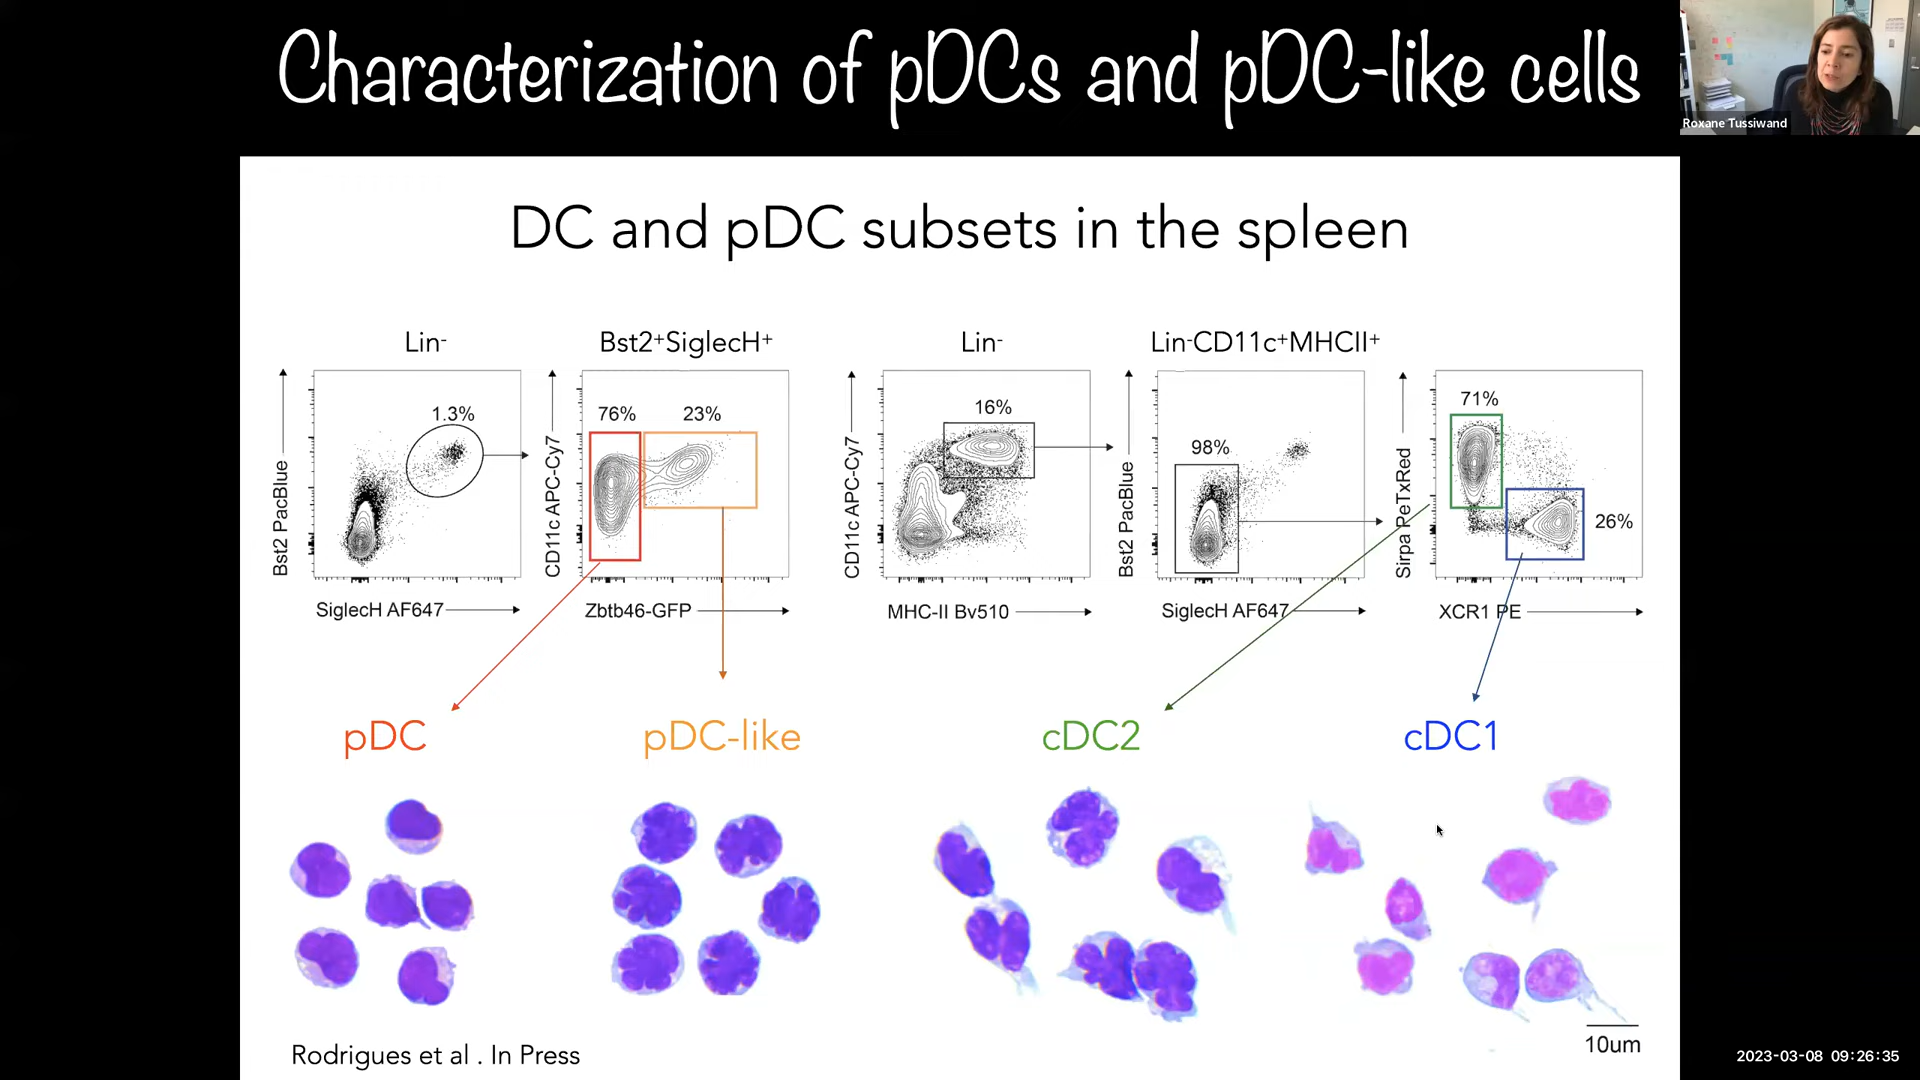 Characterization of pDCs and pDC-like cells
Roxane Tussiwand
DC and pDC subsets in the spleen
Lin-
Bst2+SiglecH+
Lin-
Lin-CD11c+MHCII+
1.3%
76%
23%
16%
98%
71%
26%
Bst2 PacBlue
CD11c APC-Cy7
CD11c APC-Cy7
Bst2 PacBlue
Sirpa PeTxRed
SiglecH AF647
Zbtb46-GFP
MHC-II Bv510
SiglecH AF647
XCR1 PE
pDC
pDC-like
cDC2
cDC1
10um
Rodrigues et al . In Press
2023-03-08 09:26:35